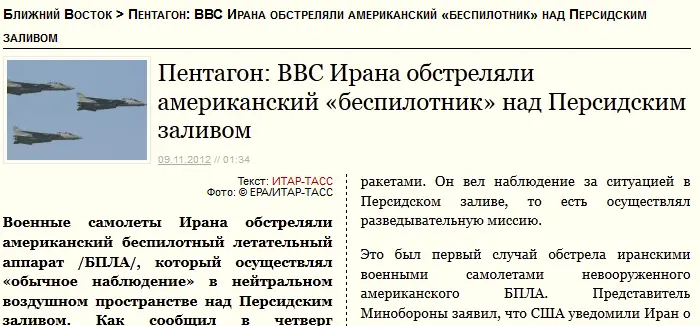 Ближний Восток > Пентагон: ВВС Ирана обстреляли американский «беспилотник» над Персидским
заливом
Пентагон: ВВС Ирана обстреляли
американский «беспилотник» над Персидским
заливом
09.11.2012 // 01:34
Текст: ИТАР-ТАСС
Фото: © EPA/ИТАР-ТАСС
Военные самолеты Ирана обстреляли
американский беспилотный летательный
аппарат /БПЛА/, который осуществлял
«обычное наблюдение» в нейтральном
воздушном пространстве над Персидским
заливом. Как сообщил в четверг
ракетами. Он вел наблюдение за ситуацией в
Персидском заливе, то есть осуществлял
разведывательную миссию.
Это был первый случай обстрела иранскими
военными самолетами невооруженного
американского БПЛА. Представитель
Минобороны заявил, что США уведомили Иран о